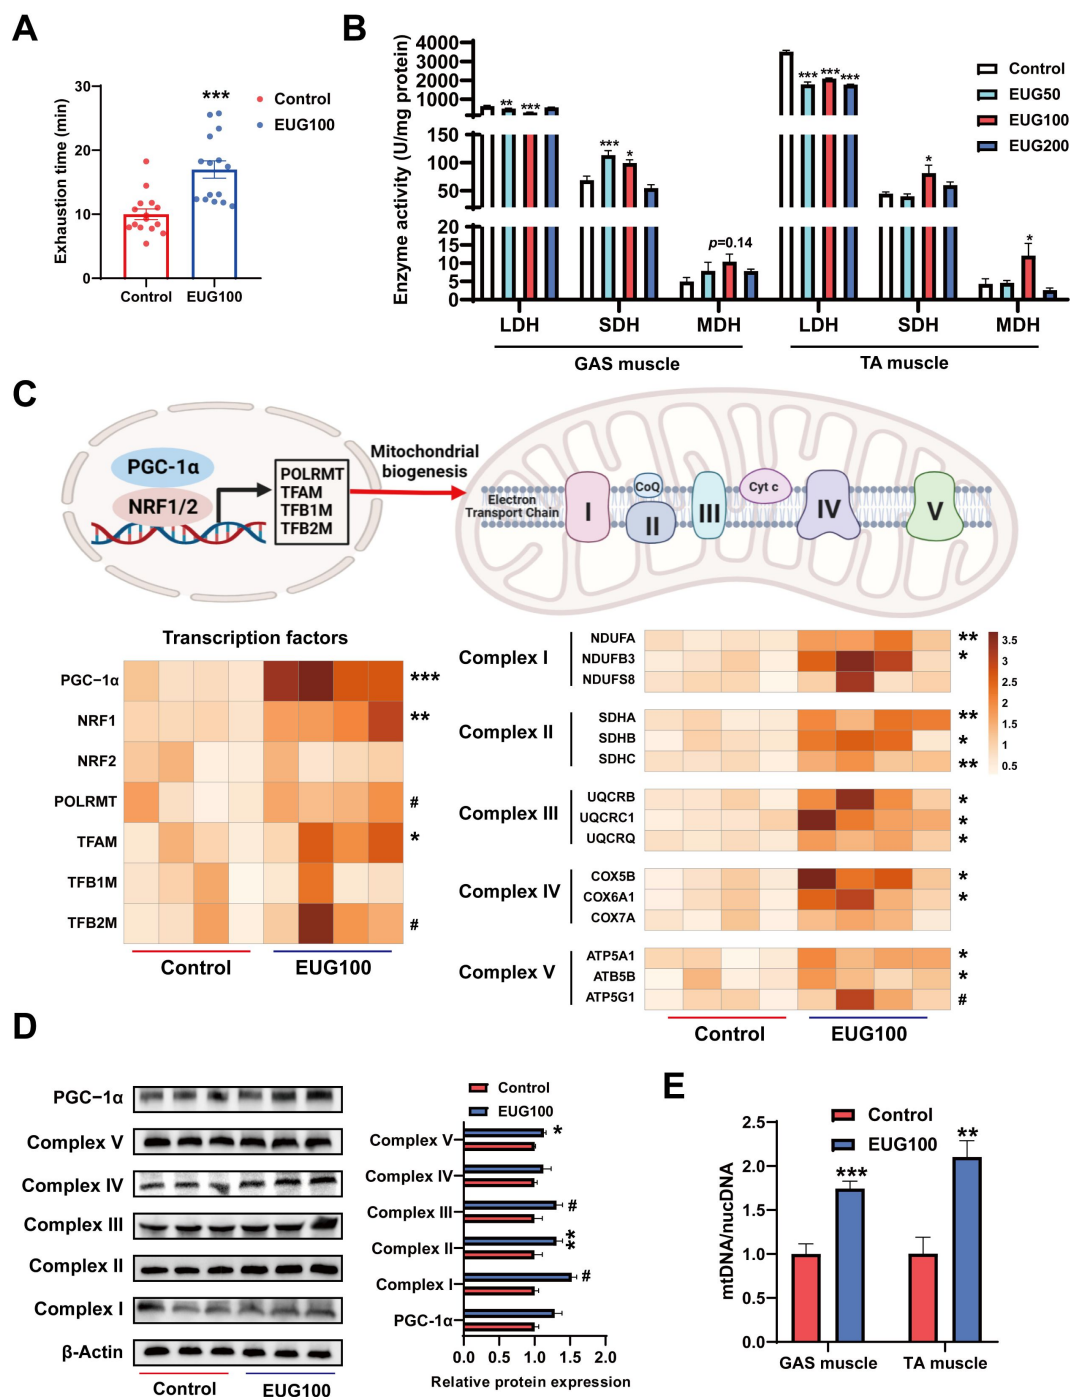 A
Exhaustion time (min)
30
20
10
0
***
Control
EUG100
Control
EUG100
B
Enzyme activity (U/mg protein)
4000
3000
2000
1000
150
100
50
20
15
10
5
0
**
***
***
*
p=0.14
***
***
***
*
*
Control
EUG50
EUG100
EUG200
LDH
SDH
MDH
LDH
SDH
MDH
GAS muscle
TA muscle
C
PGC-1α
NRF1/2
POLRMT
TFAM
TFB1M
TFB2M
Mitochondrial
biogenesis
Electron
Transport Chain
I
CoQ
II
III
Cyt c
IV
V
Transcription factors
PGC−1α
***
NRF1
**
NRF2
POLRMT
#
TFAM
*
TFB1M
TFB2M
#
Control
EUG100
Complex I
NDUFA
**
NDUFB3
*
NDUFS8
Complex II
SDHA
**
SDHB
*
SDHC
**
Complex III
UQCRB
*
UQCRC1
*
UQCRQ
*
Complex IV
COX5B
*
COX6A1
*
COX7A
Complex V
ATP5A1
*
ATB5B
*
ATP5G1
#
3.5
3
2.5
2
1.5
1
0.5
Control
EUG100
D
PGC−1α
Complex V
Complex IV
Complex III
Complex II
Complex I
β-Actin
Control
EUG100
Control
EUG100
Complex V
*
Complex IV
Complex III
#
Complex II
**
Complex I
#
PGC-1α
0.0 0.5 1.0 1.5 2.0
Relative protein expression
E
Control
EUG100
mtDNA/nucDNA
2.5
2.0
1.5
1.0
0.5
0.0
***
**
GAS muscle
TA muscle